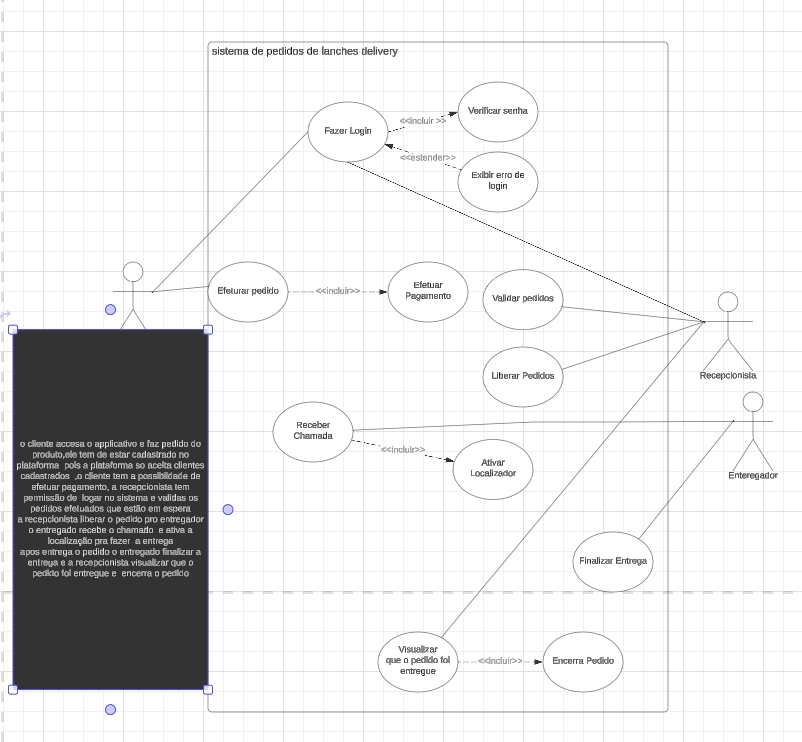 sistema de pedidos de lanches delivery
Fazer Login
<<incluir >>
Verificar senha
<<estender>>
Exibir erro de
login
Efeturar pedido
<<incluir>>
Efetuar
Pagamento
Validar pedidos
Liberar Pedidos
Recepcionista
Receber
Chamada
<<incluir>>
Ativar
Localizador
Enteregador
Finalizar Entrega
o cliente accesa o applicativo e faz pedido do
produto,ele tem de estar cadastrado no
plataforma pois a plataforma so aceita clientes
cadastrados ,o cliente tem a possibilidade de
efetuar pagamento, a recepcionista tem
permissão de logar no sistema e validas os
pedidos efetuados que estão em espera
a recepcionista liberar o pedido pro entregador
o entregado recebe o chamado e ativa a
localização pra fazer a entrega
apos entrega o pedido o entregado finalizar a
entrega e a recepcionista visualizar que o
pedido foi entregue e encerra o pedido
Visualizar
que o pedido foi
entregue
<<incluir>>
Encerra Pedido